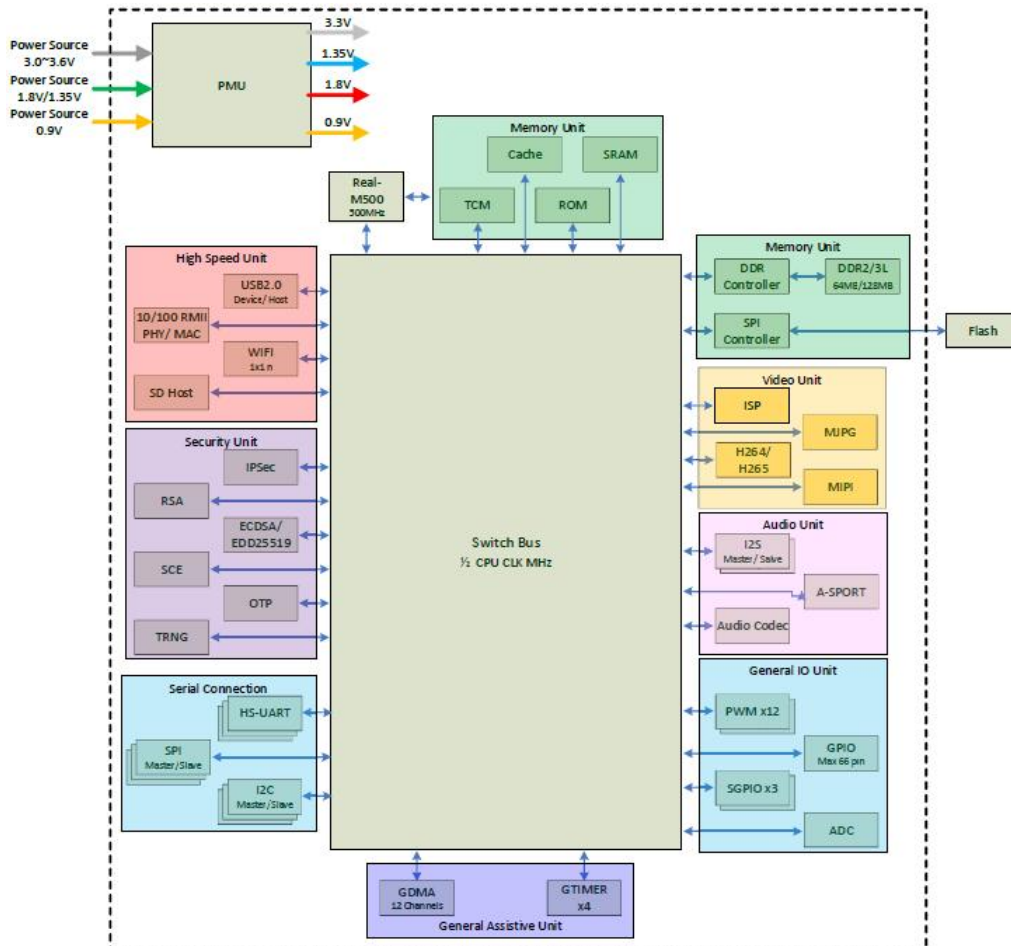 Power Source
3.0~3.6V
Power Source
1.8V/1.35V
Power Source
0.9V
PMU
3.3V
1.35V
1.8V
0.9V
Memory Unit
Cache
SRAM
TCM
ROM
Real-
M500
500MHz
High Speed Unit
USB2.0
Device/ Host
10/100 RMII
PHY/ MAC
WIFI
1x1 n
SD Host
Security Unit
IPSec
RSA
ECDSA/
EDD25519
SCE
OTP
TRNG
Serial Connection
HS-UART
SPI
Master/Slave
I2C
Master/Slave
Switch Bus
½ CPU CLK MHz
Memory Unit
DDR
Controller
DDR2/3L
64MB/128MB
SPI
Controller
Flash
Video Unit
ISP
MJPG
H264/
H265
MIPI
Audio Unit
I2S
Master/ Salve
A-SPORT
Audio Codec
General IO Unit
PWM x12
GPIO
Max 66 pin
SGPIO x3
ADC
GDMA
12 Channels
GTIMER
x4
General Assistive Unit